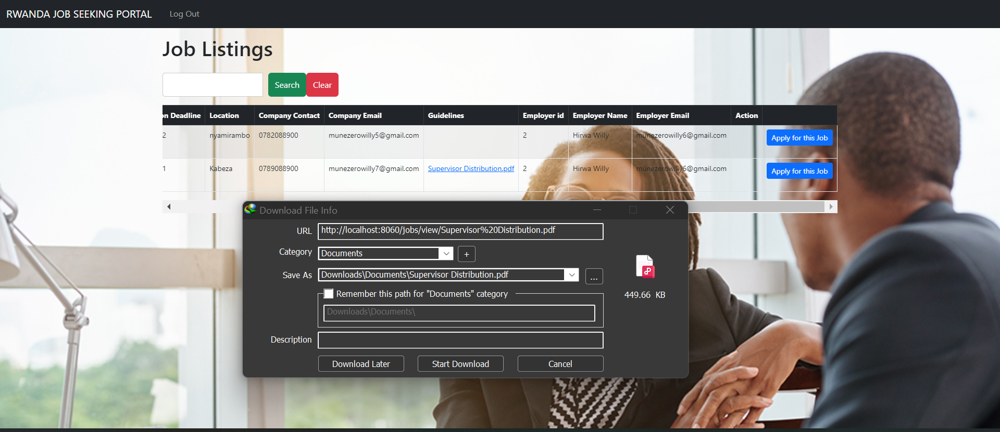 RWANDA JOB SEEKING PORTAL Log Out
Job Listings
Search Clear
on Deadline Location Company Contact Company Email Guidelines Employer id Employer Name Employer Email Action
2 nyamirambo 0782088900 munezerowilly5@gmail.com 2 Hirwa Willy munezerowilly6@gmail.com Apply for this Job
1 Kabeza 0789088900 munezerowilly7@gmail.com Supervisor Distribution.pdf 2 Hirwa Willy munezerowilly6@gmail.com Apply for this Job
Download File Info
URL http://localhost:8060/jobs/view/Supervisor%20Distribution.pdf
Category Documents +
Save As Downloads\Documents\Supervisor Distribution.pdf ...
Remember this path for "Documents" category
449.66 KB
Downloads\Documents\
Description
Download Later Start Download Cancel